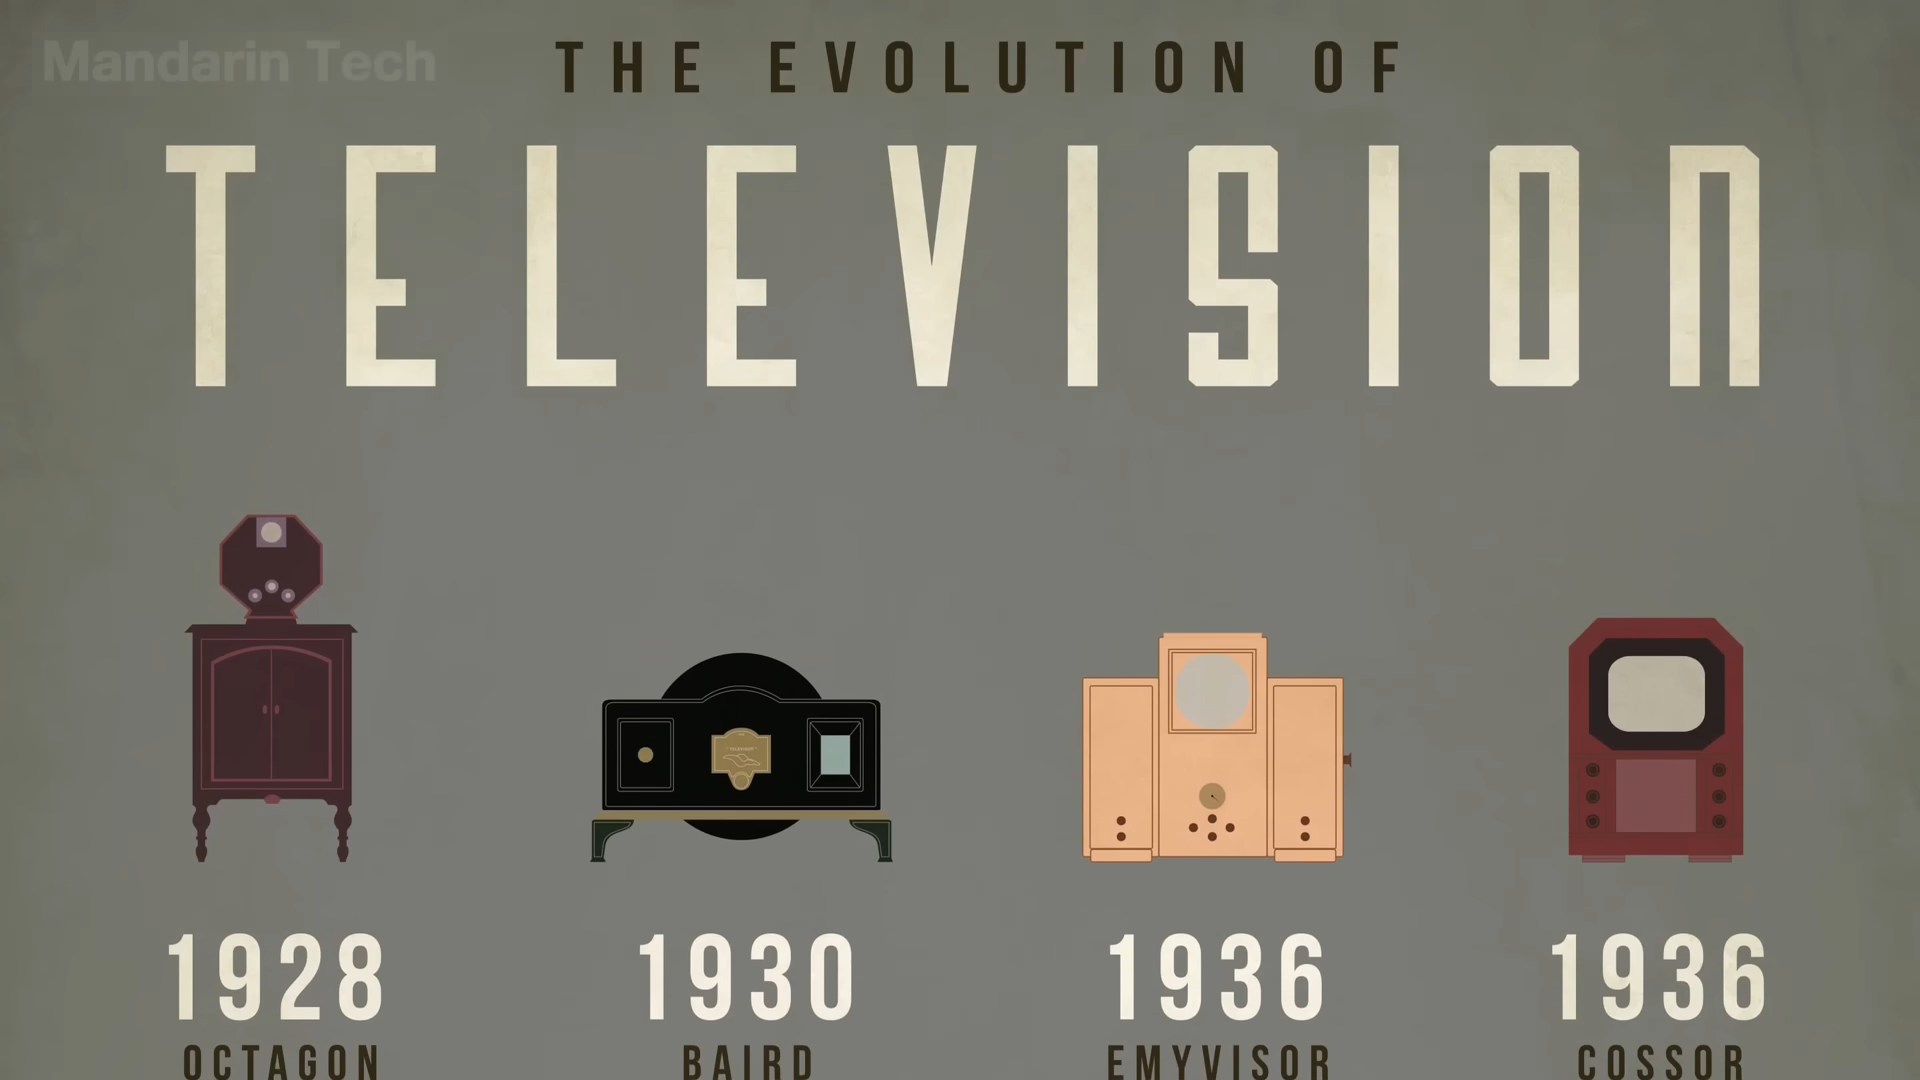 Mandarin Tech
THE EVOLUTION OF
TELEVISION
1928 1930 1936 1936
OCTAGON BAIRD EMYVISOR COSSOR